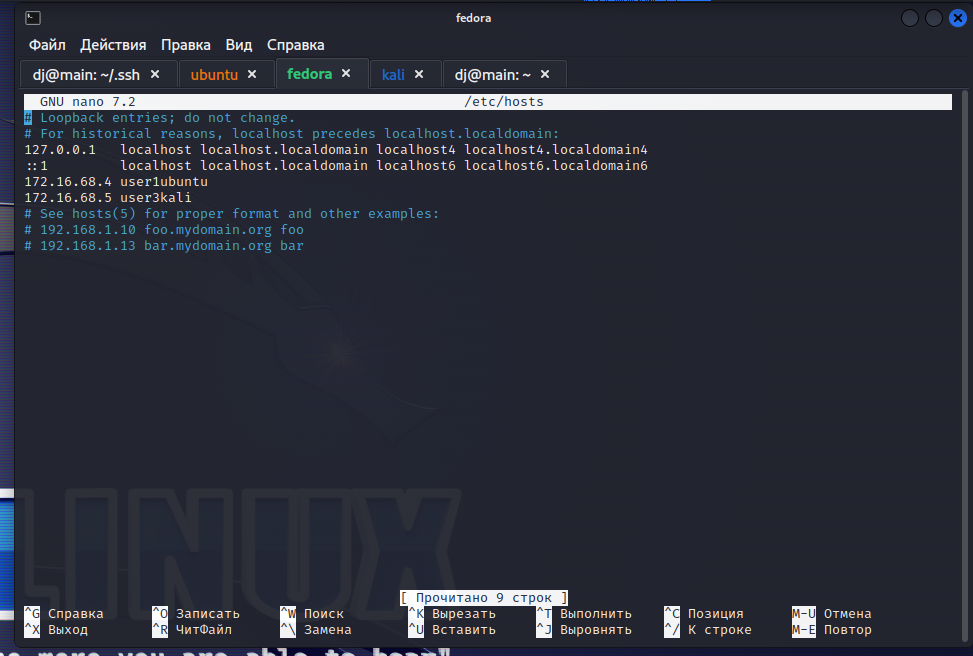 fedora
Файл Действия Правка Вид Справка
dj@main: ~/.ssh × ubuntu × fedora × kali × dj@main: ~ ×
GNU nano 7.2 /etc/hosts
# Loopback entries; do not change.
# For historical reasons, localhost precedes localhost.localdomain:
127.0.0.1 localhost localhost.localdomain localhost4 localhost4.localdomain4
::1 localhost localhost.localdomain localhost6 localhost6.localdomain6
172.16.68.4 user1ubuntu
172.16.68.5 user3kali
# See hosts(5) for proper format and other examples:
# 192.168.1.10 foo.mydomain.org foo
# 192.168.1.13 bar.mydomain.org bar
LINUX
[ Прочитано 9 строк ]
^G Справка ^O Записать ^W Поиск ^K Вырезать ^T Выполнить ^C Позиция M-U Отмена
^X Выход ^R ЧитФайл ^\ Замена ^U Вставить ^J Выровнять ^/ К строке M-E Повтор
more you are able to hear"